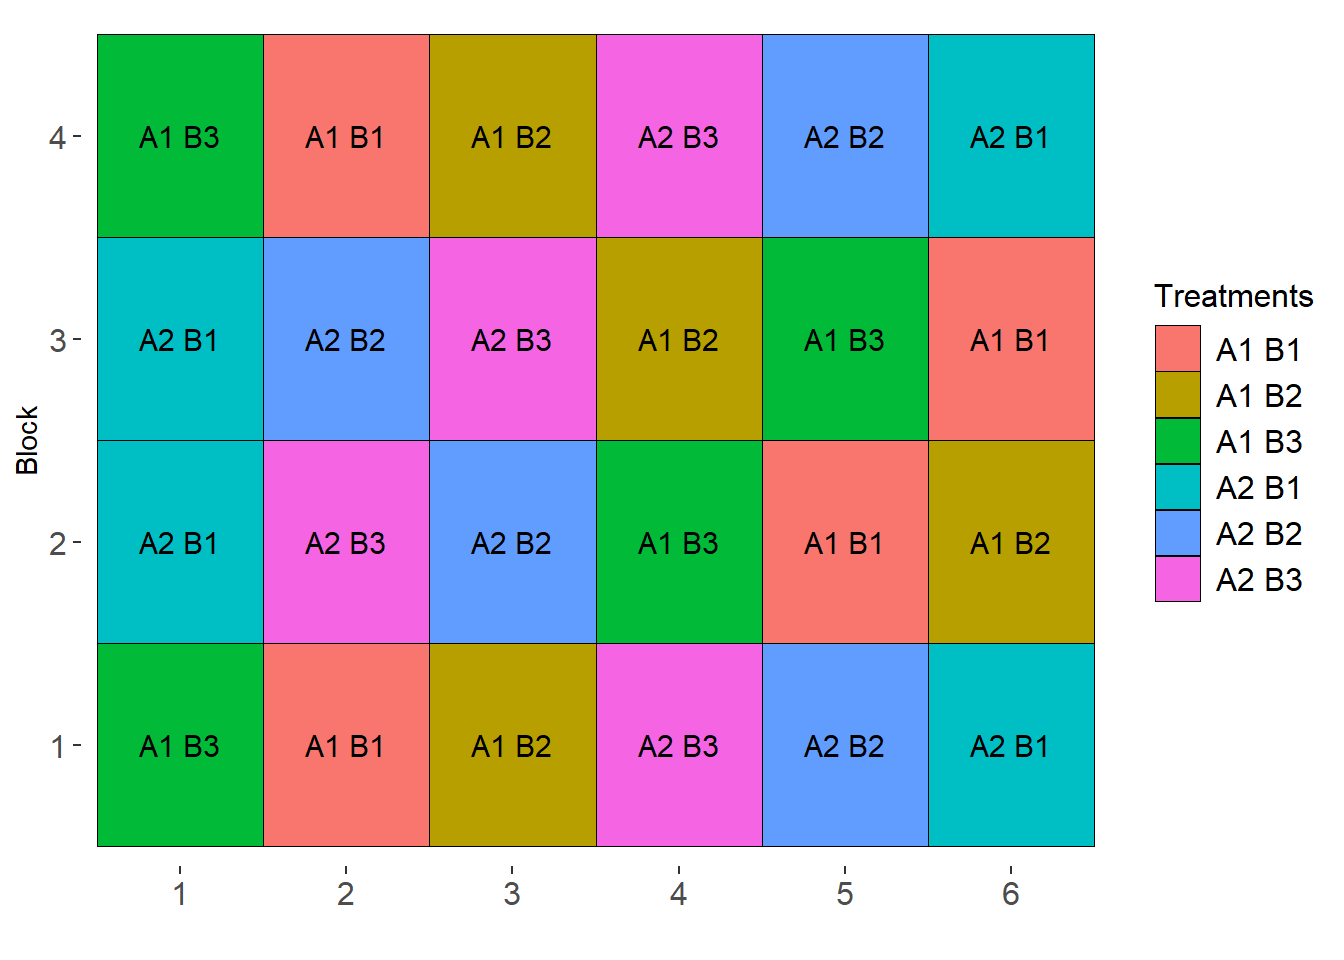 4 A1 B3 A1 B1 A1 B2 A2 B3 A2 B2 A2 B1
3 A2 B1 A2 B2 A2 B3 A1 B2 A1 B3 A1 B1
2 A2 B1 A2 B3 A2 B2 A1 B3 A1 B1 A1 B2
1 A1 B3 A1 B1 A1 B2 A2 B3 A2 B2 A2 B1
1 2 3 4 5 6
Block
Treatments
A1 B1
A1 B2
A1 B3
A2 B1
A2 B2
A2 B3